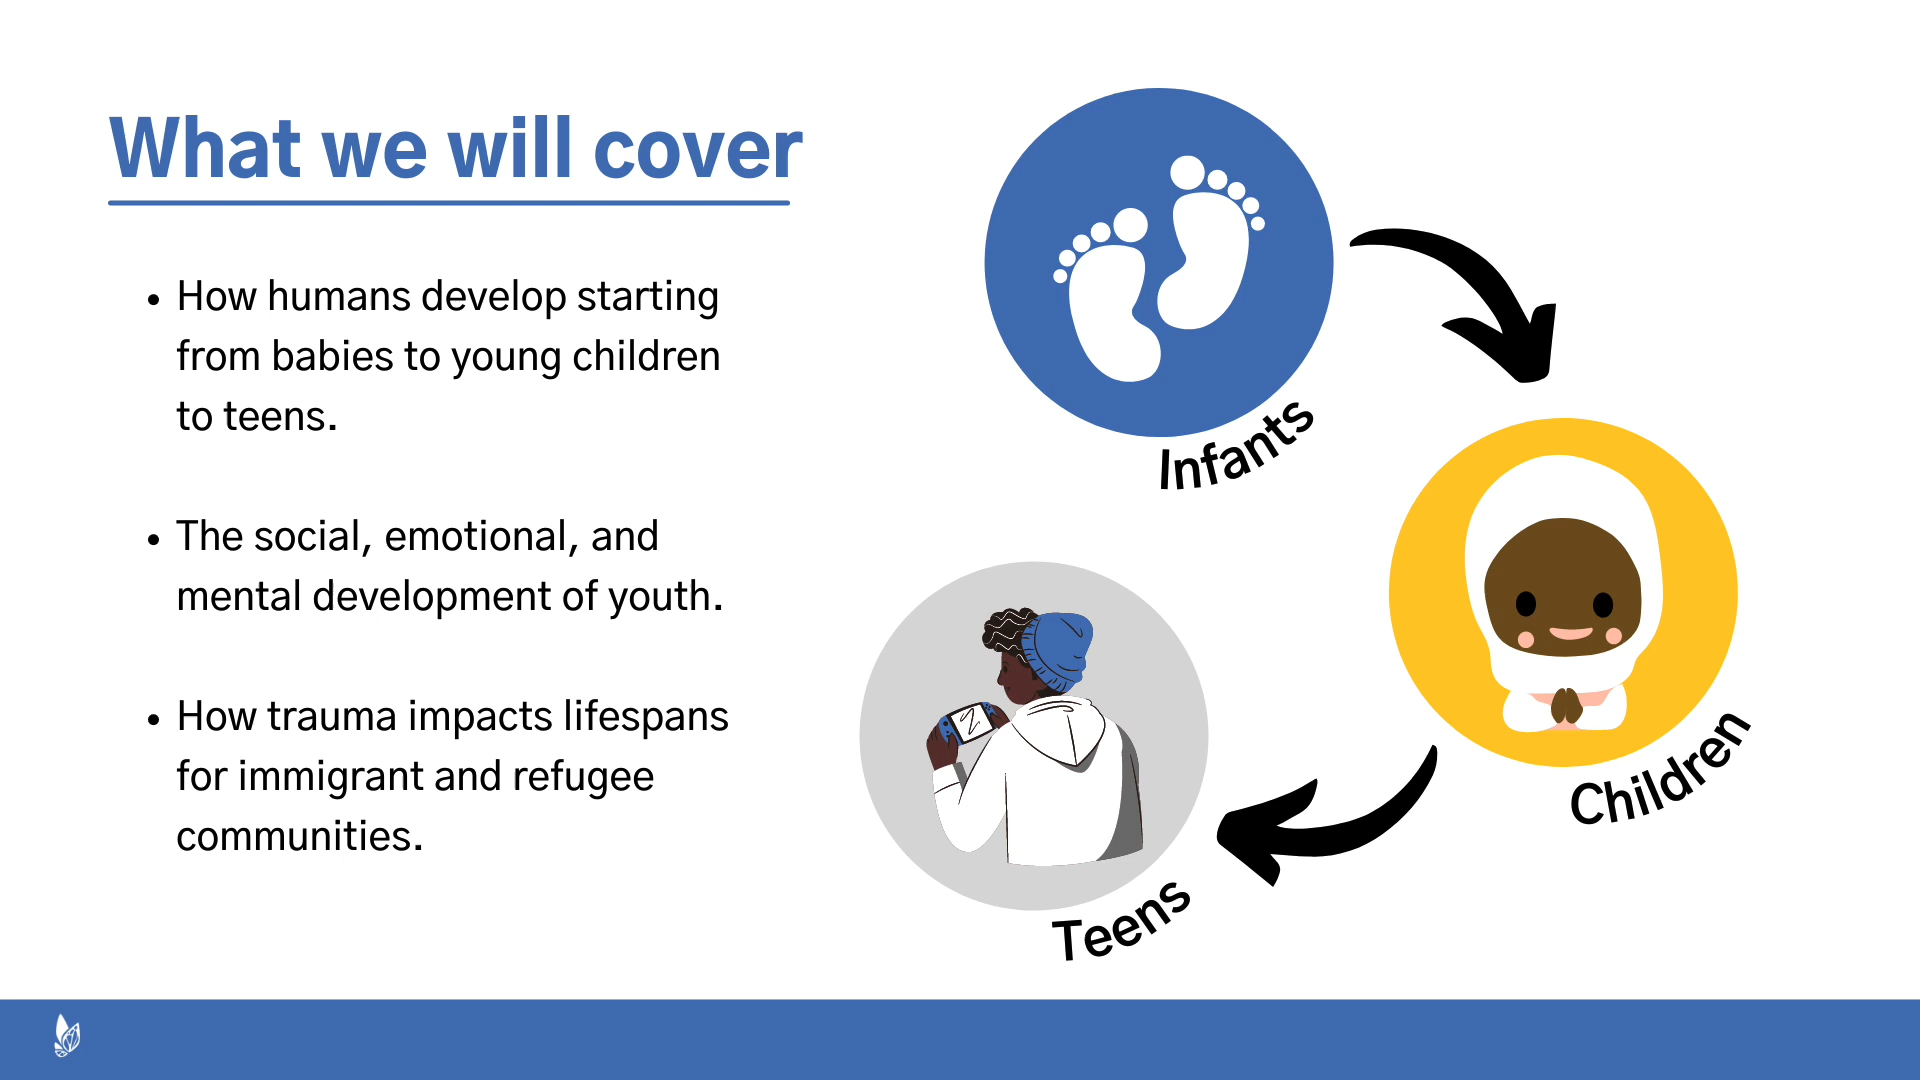 What we will cover
• How humans develop starting
from babies to young children
to teens.
• The social, emotional, and
mental development of youth.
• How trauma impacts lifespans
for immigrant and refugee
communities.
Infants
Children
Teens